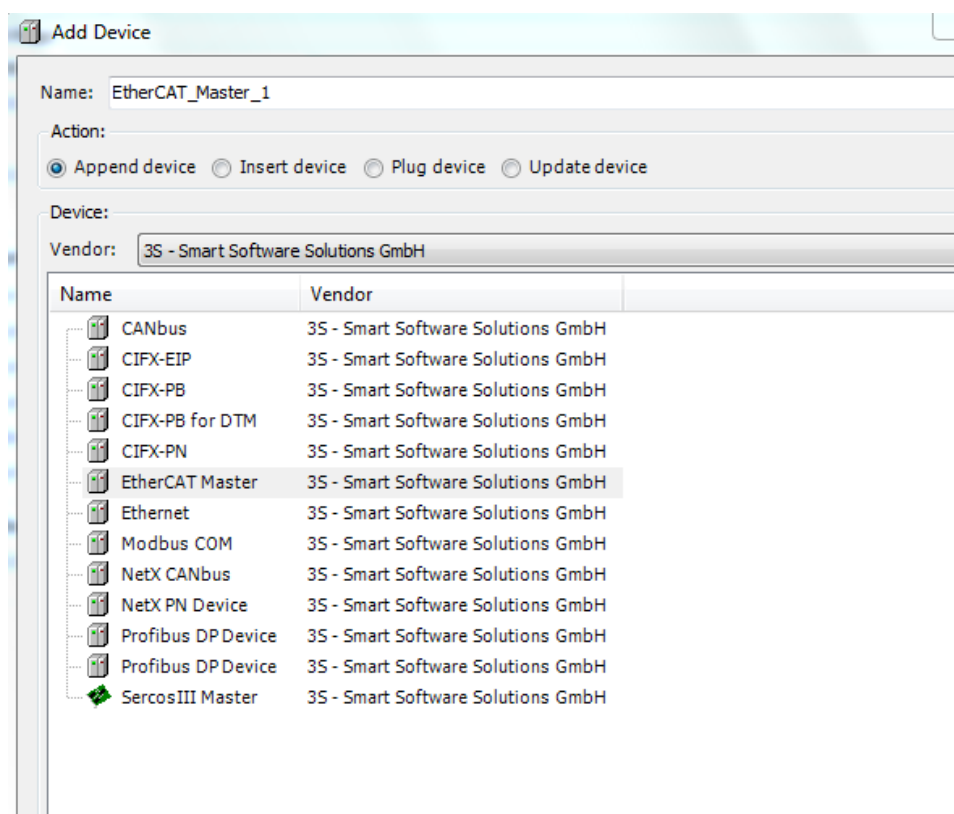 Add Device
Name: EtherCAT_Master_1
Action:
Append device Insert device Plug device Update device
Device:
Vendor: 3S - Smart Software Solutions GmbH
Name Vendor
CANbus 3S - Smart Software Solutions GmbH
CIFX-EIP 3S - Smart Software Solutions GmbH
CIFX-PB 3S - Smart Software Solutions GmbH
CIFX-PB for DTM 3S - Smart Software Solutions GmbH
CIFX-PN 3S - Smart Software Solutions GmbH
EtherCAT Master 3S - Smart Software Solutions GmbH
Ethernet 3S - Smart Software Solutions GmbH
Modbus COM 3S - Smart Software Solutions GmbH
NetX CANbus 3S - Smart Software Solutions GmbH
NetX PN Device 3S - Smart Software Solutions GmbH
Profibus DP Device 3S - Smart Software Solutions GmbH
Profibus DP Device 3S - Smart Software Solutions GmbH
SercosIII Master 3S - Smart Software Solutions GmbH